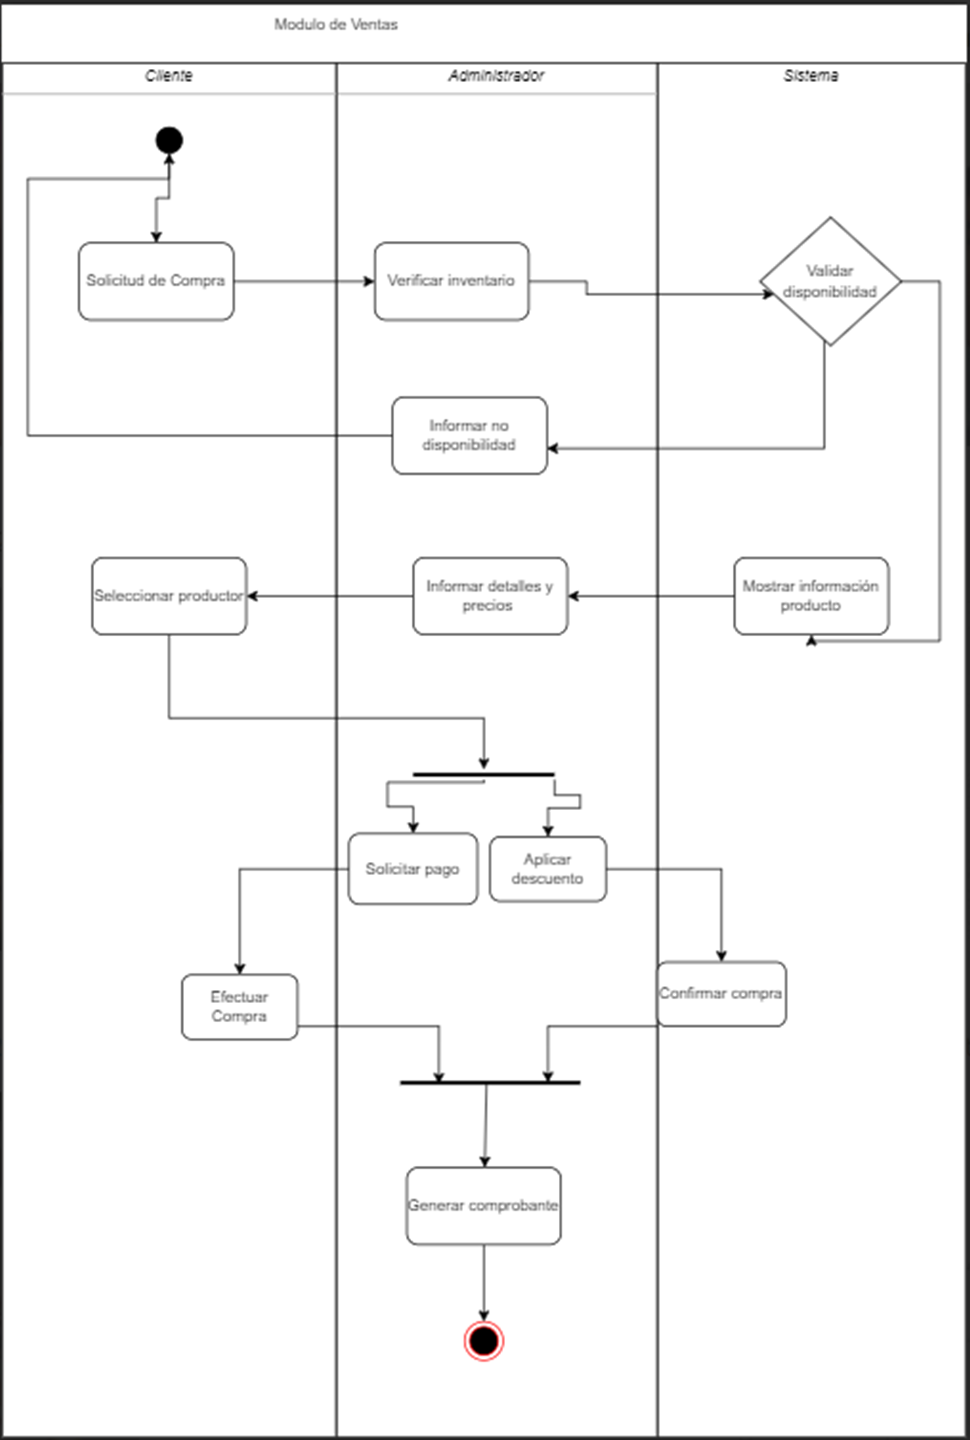 Modulo de Ventas
Cliente
Administrador
Sistema
Solicitud de Compra
Verificar inventario
Validar
disponibilidad
Informar no
disponibilidad
Seleccionar productor
Informar detalles y
precios
Mostrar información
producto
Solicitar pago
Aplicar
descuento
Efectuar
Compra
Confirmar compra
Generar comprobante